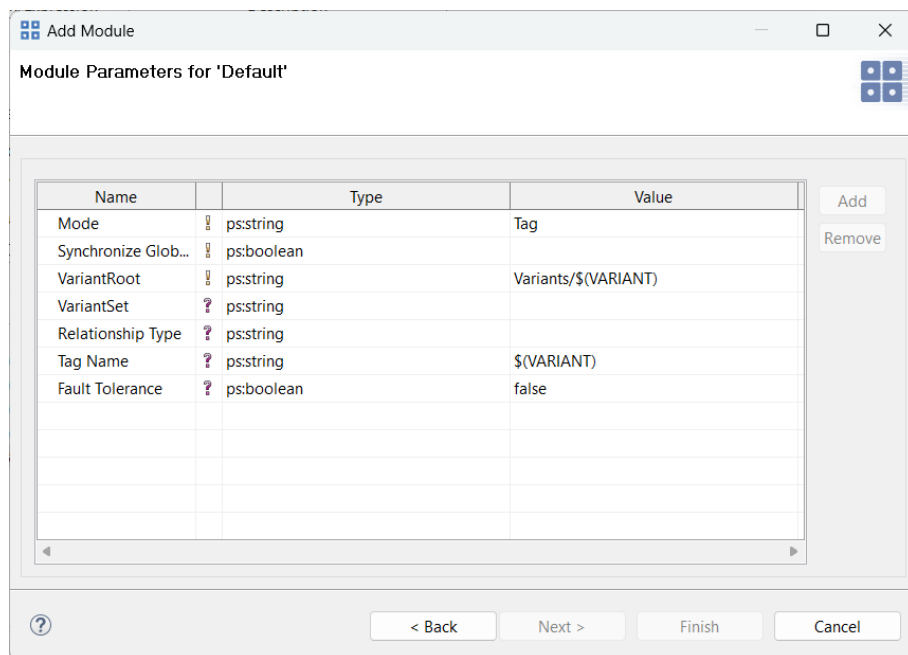 Add Module
Module Parameters for 'Default'
Name Type Value
Mode ! ps:string Tag
Synchronize Glob... ! ps:boolean
VariantRoot ! ps:string Variants/$(VARIANT)
VariantSet ? ps:string
Relationship Type ? ps:string
Tag Name ? ps:string $(VARIANT)
Fault Tolerance ? ps:boolean false
Add
Remove
? < Back Next > Finish Cancel